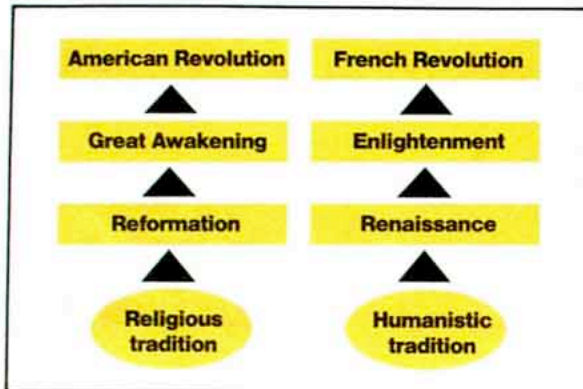 American Revolution
French Revolution
Great Awakening
Enlightenment
Reformation
Renaissance
Religious
tradition
Humanistic
tradition